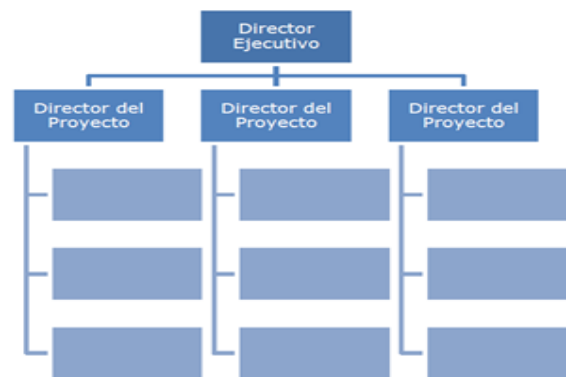 Director
Ejecutivo
Director del
Proyecto
Director del
Proyecto
Director del
Proyecto